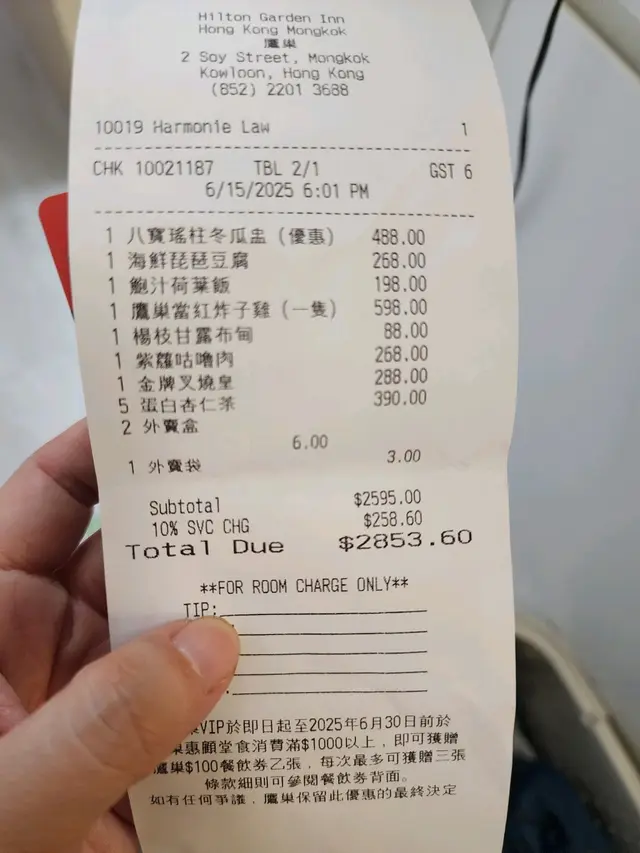 Hilton Garden Inn
Hong Kong Mongkok
鷹巢
2 Soy Street, Mongkok
Kowloon, Hong Kong
(852) 2201 3688
10019 Harmonie Law 1
CHK 10021187 TBL 2/1 GST 6
6/15/2025 6:01 PM
1 八寶瑤柱冬瓜盅 (優惠) 488.00
1 海鮮琵琶豆腐 268.00
1 鮑汁荷葉飯 198.00
1 鷹巢當紅炸子雞 (一隻) 598.00
1 楊枝甘露布甸 88.00
1 紫蘿咕嚕肉 268.00
1 金牌叉燒皇 288.00
5 蛋白杏仁茶 390.00
2 外賣盒
6.00
1 外賣袋 3.00
Subtotal $2595.00
10% SVC CHG $258.60
Total Due $2853.60
**FOR ROOM CHARGE ONLY**
TIP:
VIP於即日起至2025年6月30日前於
惠顧堂食消費滿$1000以上, 即可獲贈
鷹巢$100餐飲券乙張, 每次最多可獲贈三張
條款細則可參閱餐飲券背面。
如有任何爭議, 鷹巢保留此優惠的最終決定